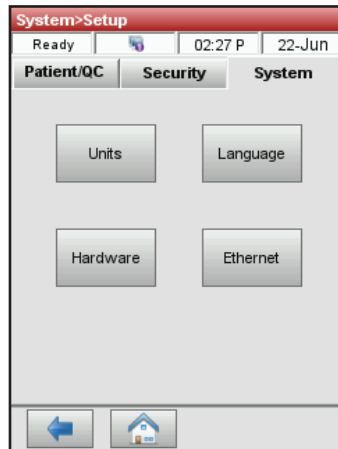 System>Setup
Ready 02:27 P 22-Jun
Patient/QC Security System
Units Language
Hardware Ethernet